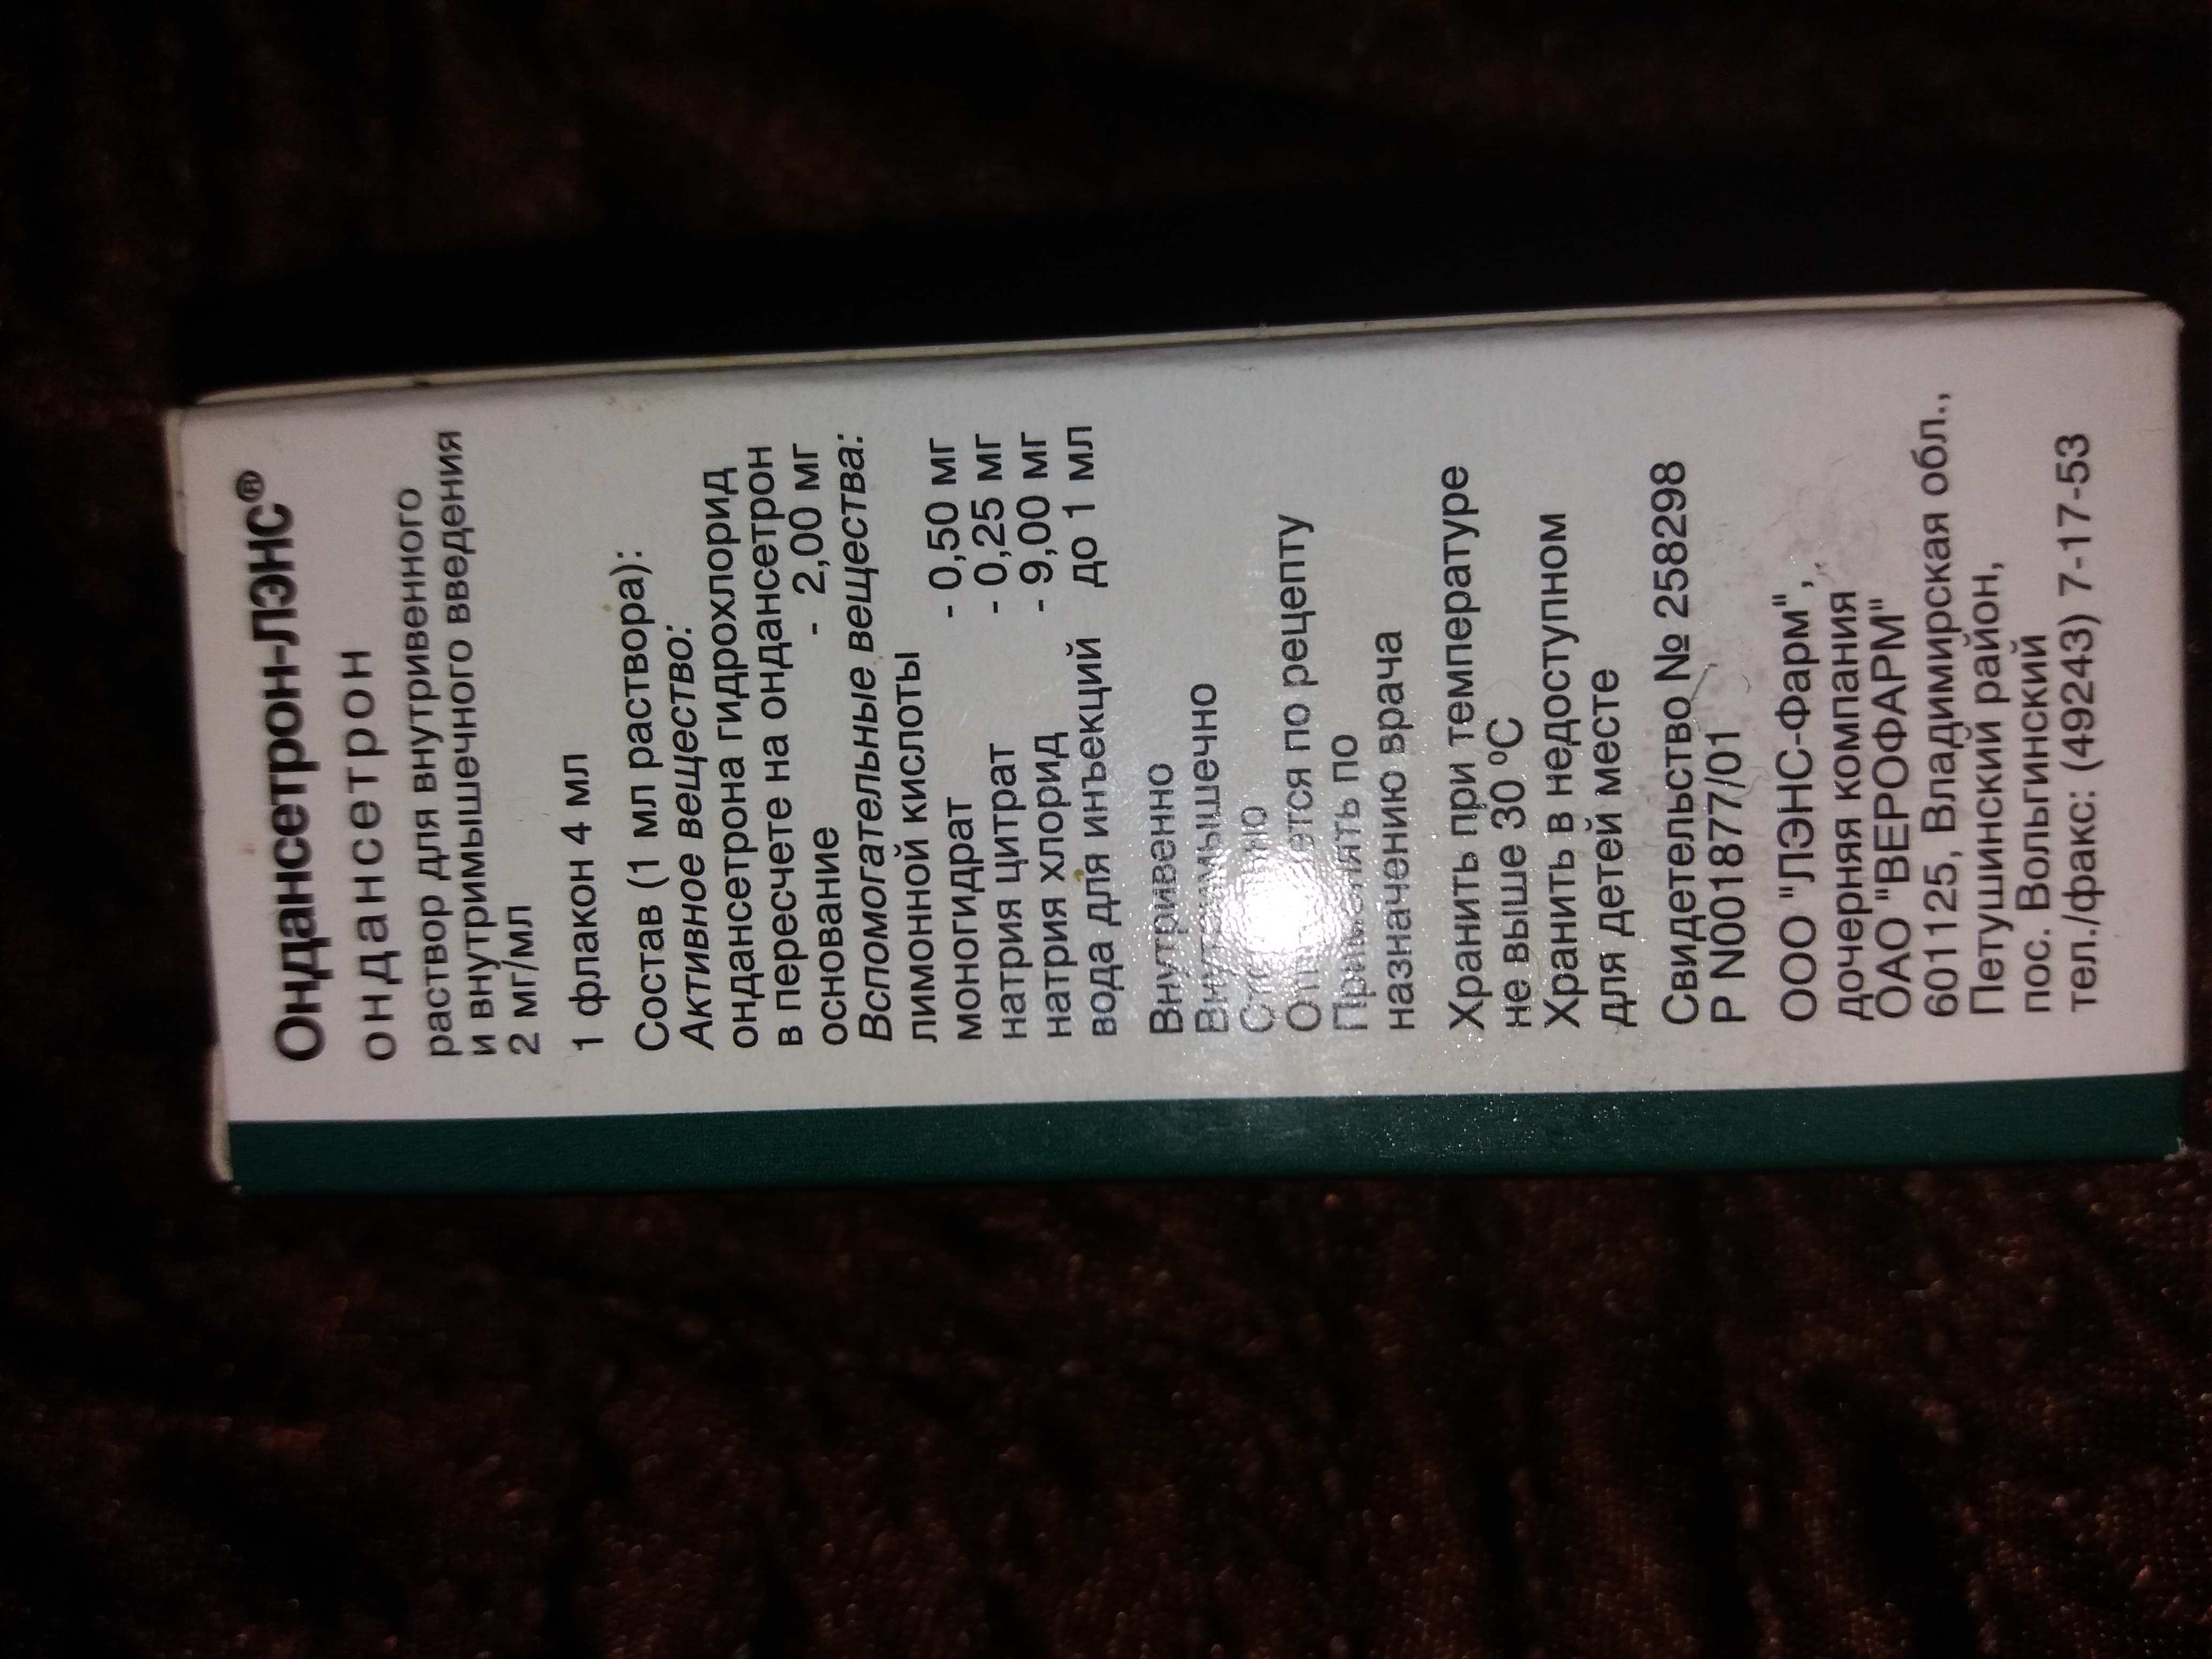 Ондансетрон-ЛЭНС®
ондансетрон
раствор для внутривенного
и внутримышечного введения
2 мг/мл
1 флакон 4 мл
Состав (1 мл раствора):
Активное вещество:
ондансетрона гидрохлорид
в пересчете на ондансетрон
основание - 2,00 мг
Вспомогательные вещества:
лимонной кислоты
моногидрат - 0,50 мг
натрия цитрат - 0,25 мг
натрия хлорид - 9,00 мг
вода для инъекций до 1 мл
Внутривенно
Внутримышечно
по рецепту
Применять по
назначению врача
Хранить при температуре
не выше 30 ºС
Хранить в недоступном
для детей месте
Свидетельство № 258298
Р N001877/01
ООО "ЛЭНС-Фарм",
дочерняя компания
ОАО "ВЕРОФАРМ"
601125, Владимирская обл.,
Петушинский район,
пос. Вольгинский
тел./факс: (49243) 7-17-53